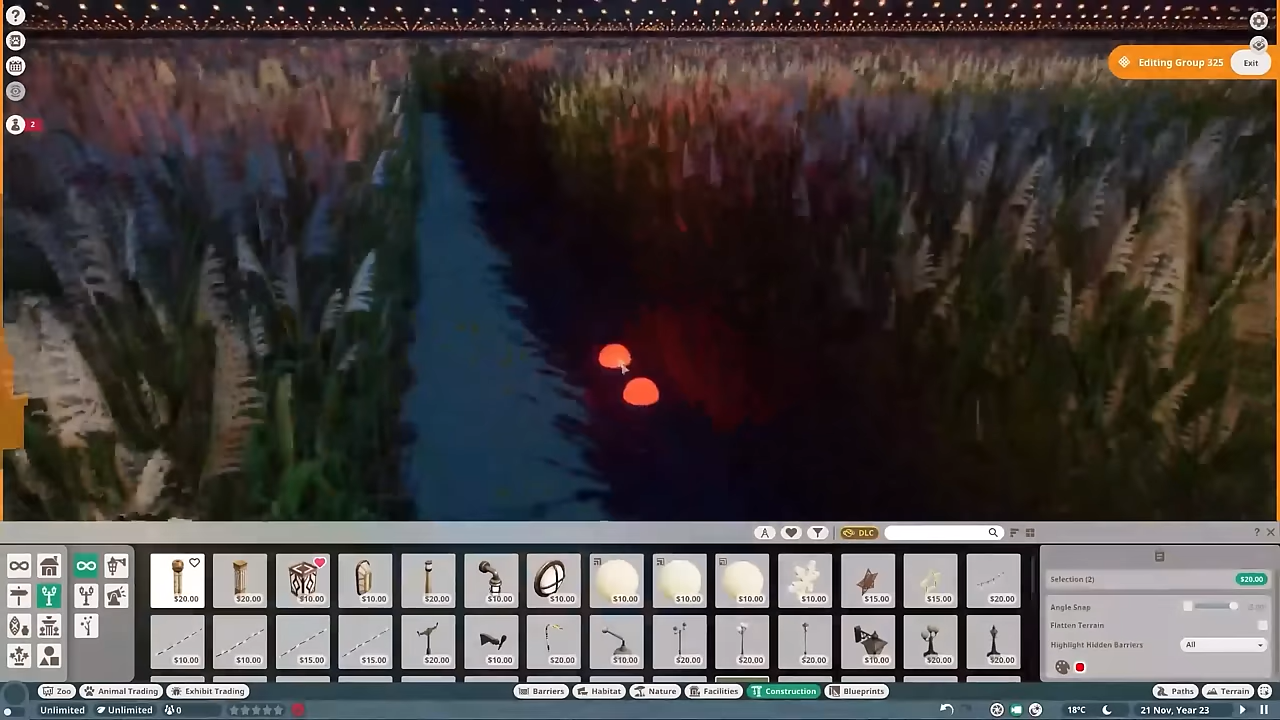 ?
Editing Group 325
Exit
2
A
DLC
?
$20.00
$20.00
$10.00
$10.00
$20.00
$10.00
$10.00
$10.00
$10.00
$10.00
$10.00
$15.00
$15.00
$20.00
$10.00
$10.00
$15.00
$15.00
$20.00
$10.00
$20.00
$10.00
$20.00
$20.00
$20.00
$10.00
$20.00
$20.00
Selection (2)
$20.00
Angle Snap
Flatten Terrain
Highlight Hidden Barriers
All
Zoo
Animal Trading
Exhibit Trading
Barriers
Habitat
Nature
Facilities
Construction
Blueprints
Paths
Terrain
Unlimited
Unlimited
0
18°C
21 Nov, Year 23